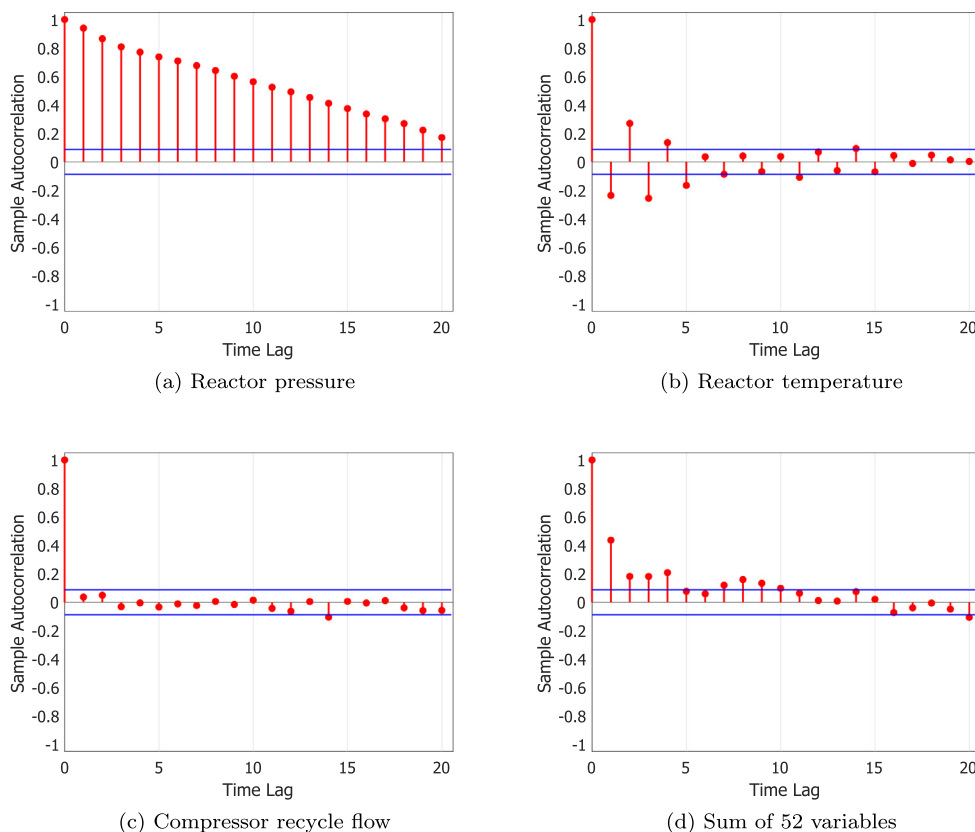 1
0.8
0.6
0.4
0.2
0
-0.2
-0.4
-0.6
-0.8
-1
Sample Autocorrelation
0 5 10 15 20
Time Lag
(a) Reactor pressure
1
0.8
0.6
0.4
0.2
0
-0.2
-0.4
-0.6
-0.8
-1
Sample Autocorrelation
0 5 10 15 20
Time Lag
(b) Reactor temperature
1
0.8
0.6
0.4
0.2
0
-0.2
-0.4
-0.6
-0.8
-1
Sample Autocorrelation
0 5 10 15 20
Time Lag
(c) Compressor recycle flow
1
0.8
0.6
0.4
0.2
0
-0.2
-0.4
-0.6
-0.8
-1
Sample Autocorrelation
0 5 10 15 20
Time Lag
(d) Sum of 52 variables